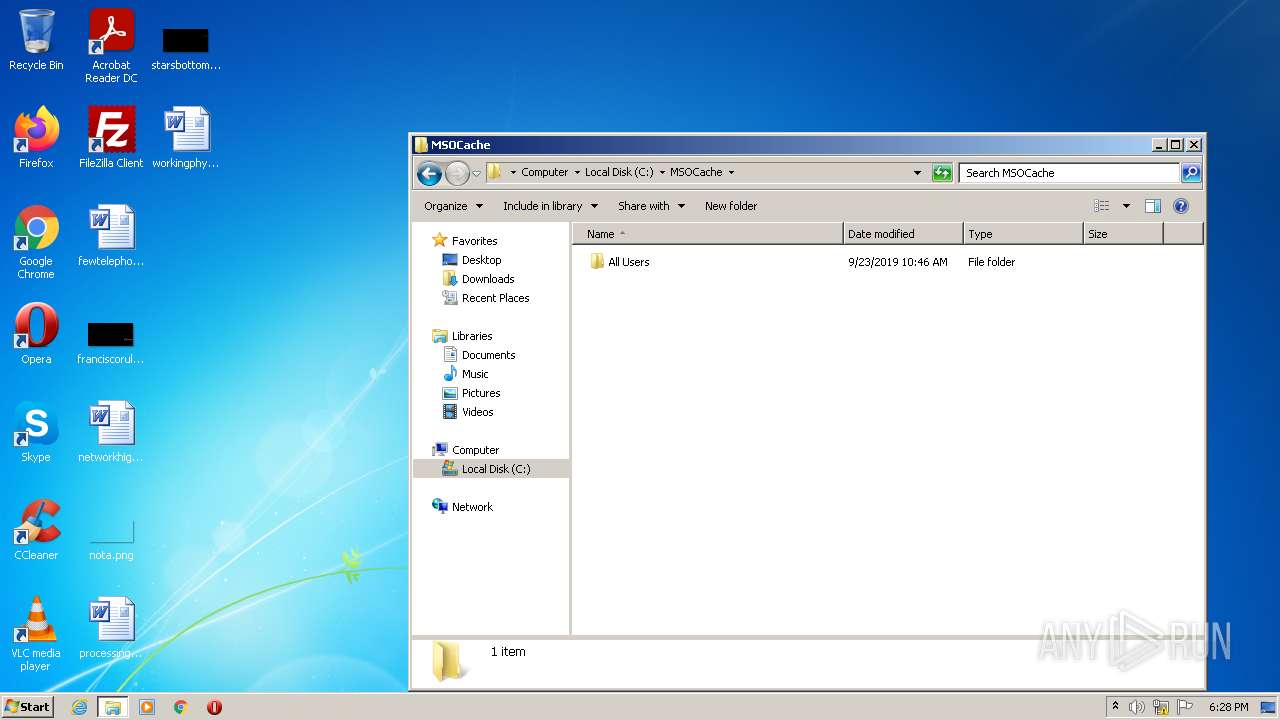 Recycle Bin
Acrobat
Reader DC
starsbottom...
Firefox
FileZilla Client
workingphy...
Google
Chrome
fewtelepho...
Opera
franciscorul...
Skype
networkhig...
CCleaner
nota.png
VLC media
player
processing...
MSOCache
Computer
Local Disk (C:)
MSOCache
Search MSOCache
Organize
Include in library
Share with
New folder
Name
Date modified
Type
Size
Favorites
Desktop
Downloads
Recent Places
Libraries
Documents
Music
Pictures
Videos
Computer
Local Disk (C:)
Network
All Users
9/23/2019 10:46 AM
File folder
1 item
ANY RUN
Start
6:28 PM